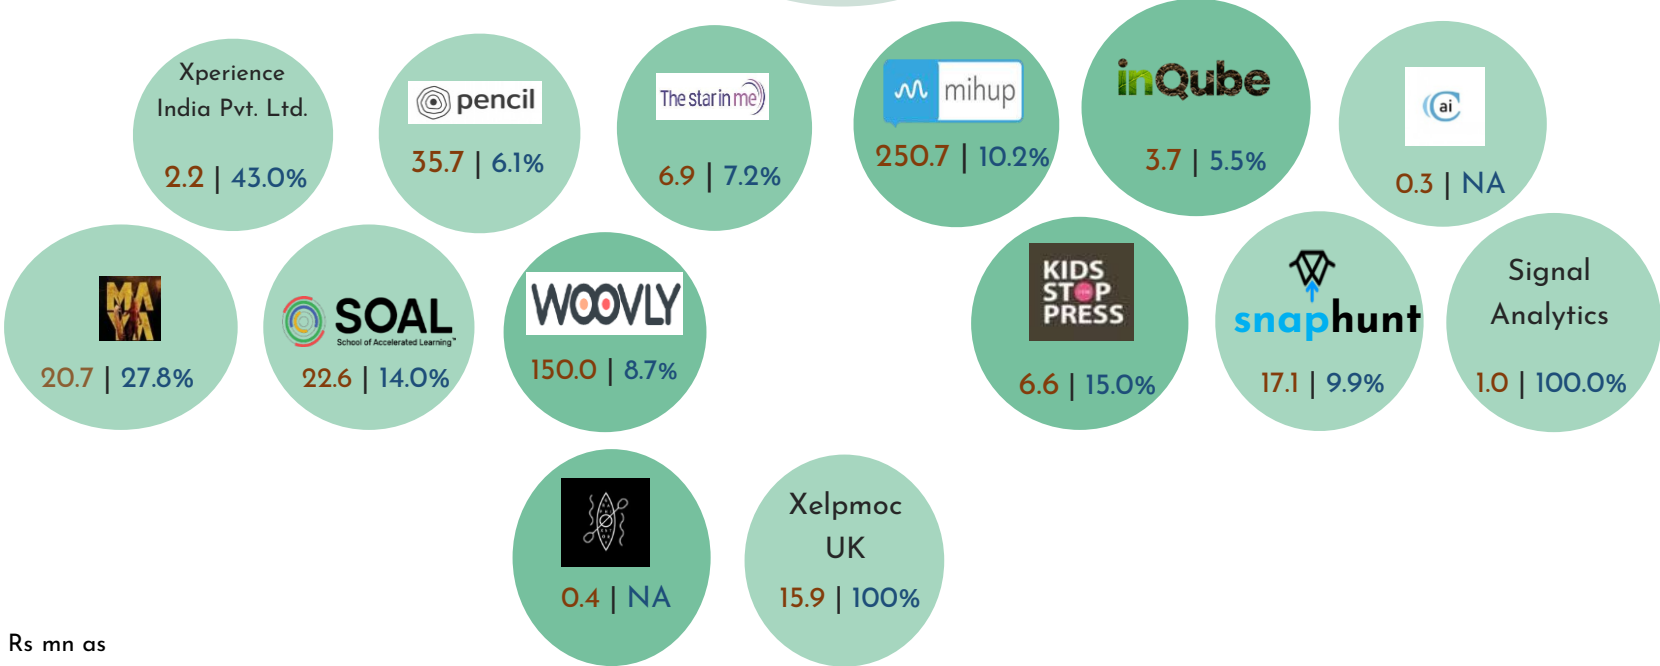 Xperience
India Pvt. Ltd.
2.2 | 43.0%
pencil
35.7 | 6.1%
The star in me
6.9 | 7.2%
mihup
250.7 | 10.2%
inQube
3.7 | 5.5%
ai
0.3 | NA
MA
YA
20.7 | 27.8%
SOAL
School of Accelerated Learning™
22.6 | 14.0%
WOOVLY
150.0 | 8.7%
KIDS
STOP
PRESS
6.6 | 15.0%
snaphunt
17.1 | 9.9%
Signal
Analytics
1.0 | 100.0%
0.4 | NA
Xelpmoc
UK
15.9 | 100%
Rs mn as